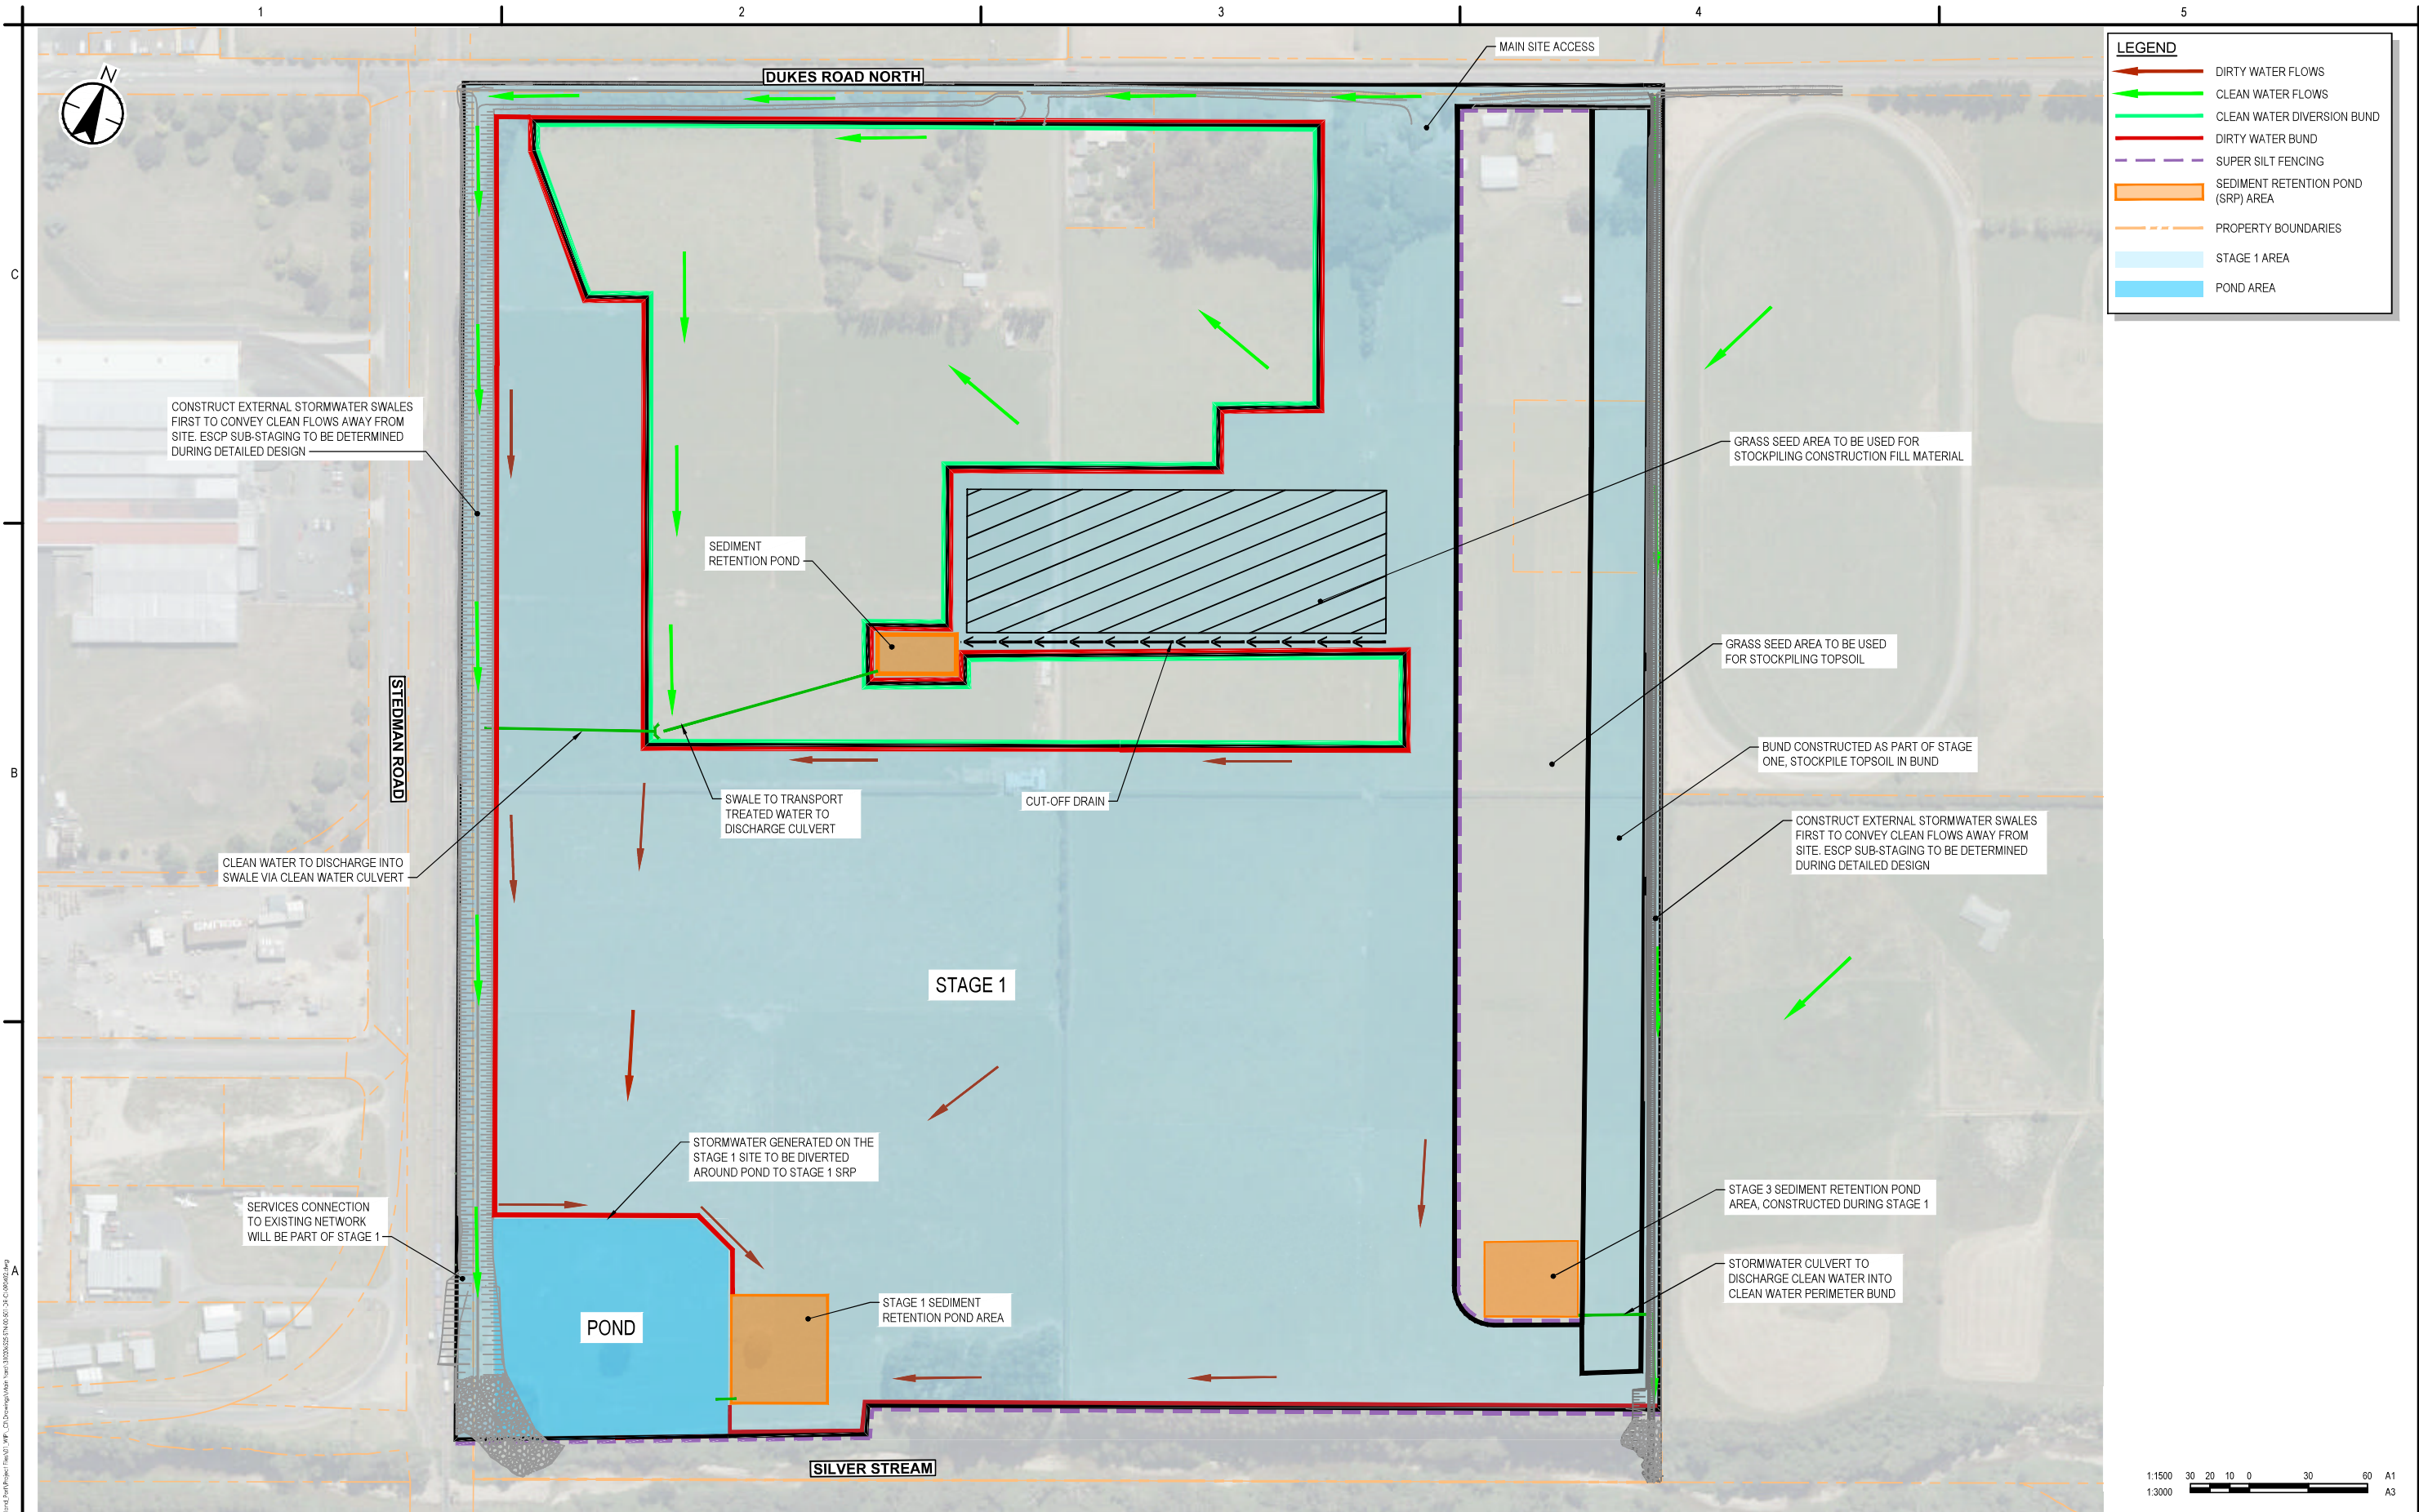 1
2
3
4
5
C
B
A
N
DUKES ROAD NORTH
MAIN SITE ACCESS
LEGEND
DIRTY WATER FLOWS
CLEAN WATER FLOWS
CLEAN WATER DIVERSION BUND
DIRTY WATER BUND
SUPER SILT FENCING
SEDIMENT RETENTION POND
(SRP) AREA
PROPERTY BOUNDARIES
STAGE 1 AREA
POND AREA
CONSTRUCT EXTERNAL STORMWATER SWALES
FIRST TO CONVEY CLEAN FLOWS AWAY FROM
SITE. ESCP SUB-STAGING TO BE DETERMINED
DURING DETAILED DESIGN
GRASS SEED AREA TO BE USED FOR
STOCKPILING CONSTRUCTION FILL MATERIAL
SEDIMENT
RETENTION POND
GRASS SEED AREA TO BE USED
FOR STOCKPILING TOPSOIL
STEDMAN ROAD
BUND CONSTRUCTED AS PART OF STAGE
ONE, STOCKPILE TOPSOIL IN BUND
SWALE TO TRANSPORT
TREATED WATER TO
DISCHARGE CULVERT
CUT-OFF DRAIN
CONSTRUCT EXTERNAL STORMWATER SWALES
FIRST TO CONVEY CLEAN FLOWS AWAY FROM
SITE. ESCP SUB-STAGING TO BE DETERMINED
DURING DETAILED DESIGN
CLEAN WATER TO DISCHARGE INTO
SWALE VIA CLEAN WATER CULVERT
STAGE 1
STORMWATER GENERATED ON THE
STAGE 1 SITE TO BE DIVERTED
AROUND POND TO STAGE 1 SRP
STAGE 3 SEDIMENT RETENTION POND
AREA, CONSTRUCTED DURING STAGE 1
SERVICES CONNECTION
TO EXISTING NETWORK
WILL BE PART OF STAGE 1
STORMWATER CULVERT TO
DISCHARGE CLEAN WATER INTO
CLEAN WATER PERIMETER BUND
STAGE 1 SEDIMENT
RETENTION POND AREA
POND
SILVER STREAM
1:1500 30 20 10 0 30 60 A1
1:3000 A3